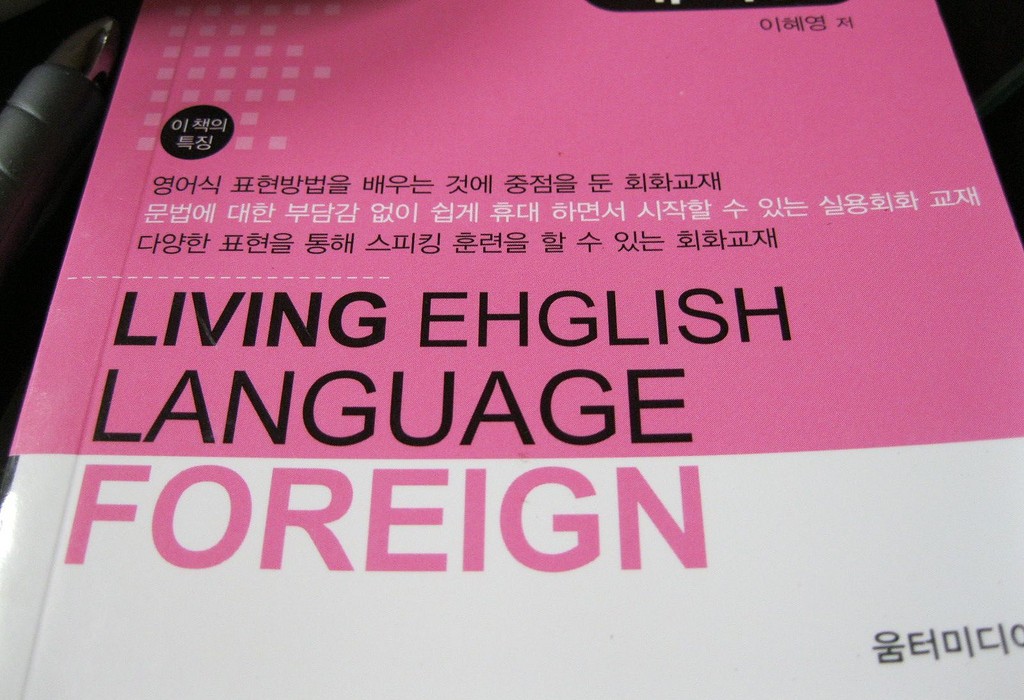 이혜영 저
이 책의
특징
영어식 표현방법을 배우는 것에 중점을 둔 회화교재
문법에 대한 부담감 없이 쉽게 휴대 하면서 시작할 수 있는 실용회화 교재
다양한 표현을 통해 스피킹 훈련을 할 수 있는 회화교재
LIVING EHGLISH
LANGUAGE
FOREIGN
움터미디어